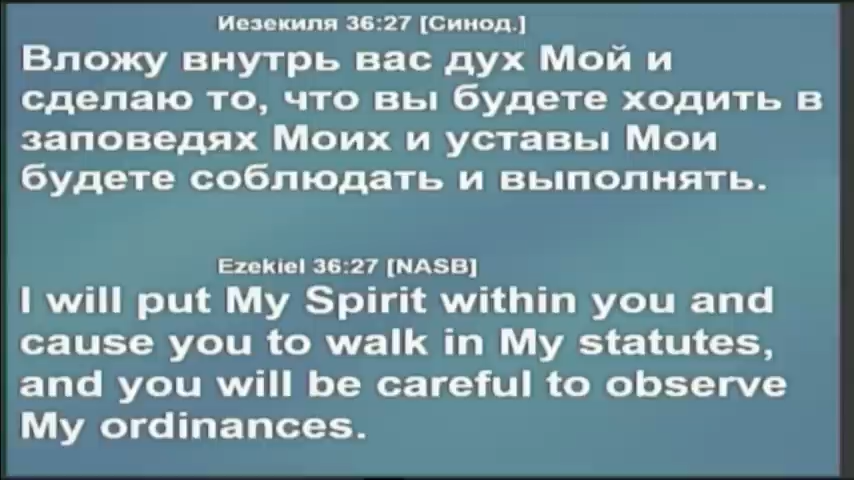 Иезекиля 36:27 [Синод.]
Вложу внутрь вас дух Мой и
сделаю то, что вы будете ходить в
заповедях Моих и уставы Мои
будете соблюдать и выполнять.
Ezekiel 36:27 [NASB]
I will put My Spirit within you and
cause you to walk in My statutes,
and you will be careful to observe
My ordinances.